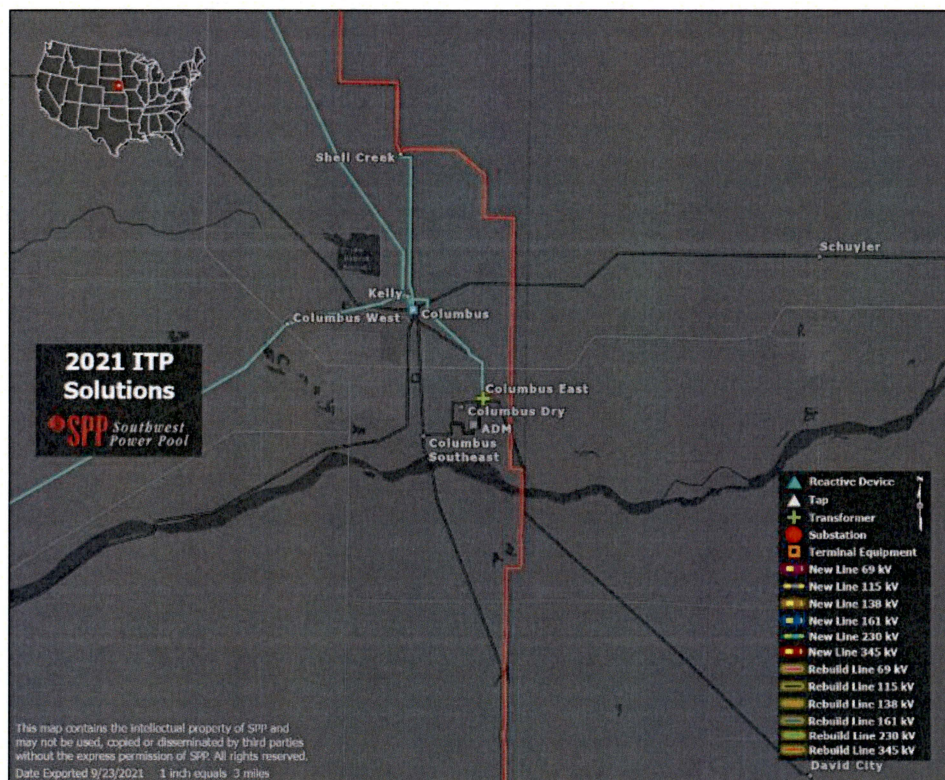 Shell Creek
Schuyler
Kelly
Columbus West
Columbus
2021 ITP
Solutions
SPP Southwest
Power Pool
Columbus East
Columbus Dry
ADM
Columbus
Southeast
Reactive Device
Tap
Transformer
Substation
Terminal Equipment
New Line 69 kV
New Line 115 kV
New Line 138 kV
New Line 161 kV
New Line 230 kV
New Line 345 kV
Rebuild Line 69 kV
Rebuild Line 115 kV
Rebuild Line 138 kV
Rebuild Line 161 kV
Rebuild Line 230 kV
Rebuild Line 345 kV
David City
This map contains the intellectual property of SPP and
may not be used, copied or disseminated by third parties
without the express permission of SPP. All rights reserved.
Date Exported 9/23/2021 1 inch equals 3 miles